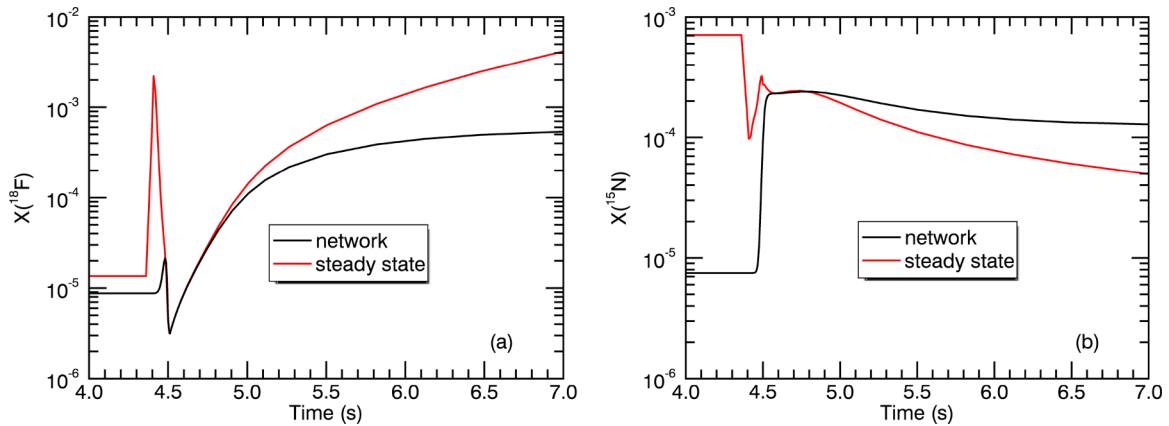 10⁻²
10⁻³
10⁻⁴
10⁻⁵
10⁻⁶
X(¹⁸F)
network
steady state
(a)
4.0 4.5 5.0 5.5 6.0 6.5 7.0
Time (s)
10⁻³
10⁻⁴
10⁻⁵
10⁻⁶
X(¹⁵N)
network
steady state
(b)
4.0 4.5 5.0 5.5 6.0 6.5 7.0
Time (s)